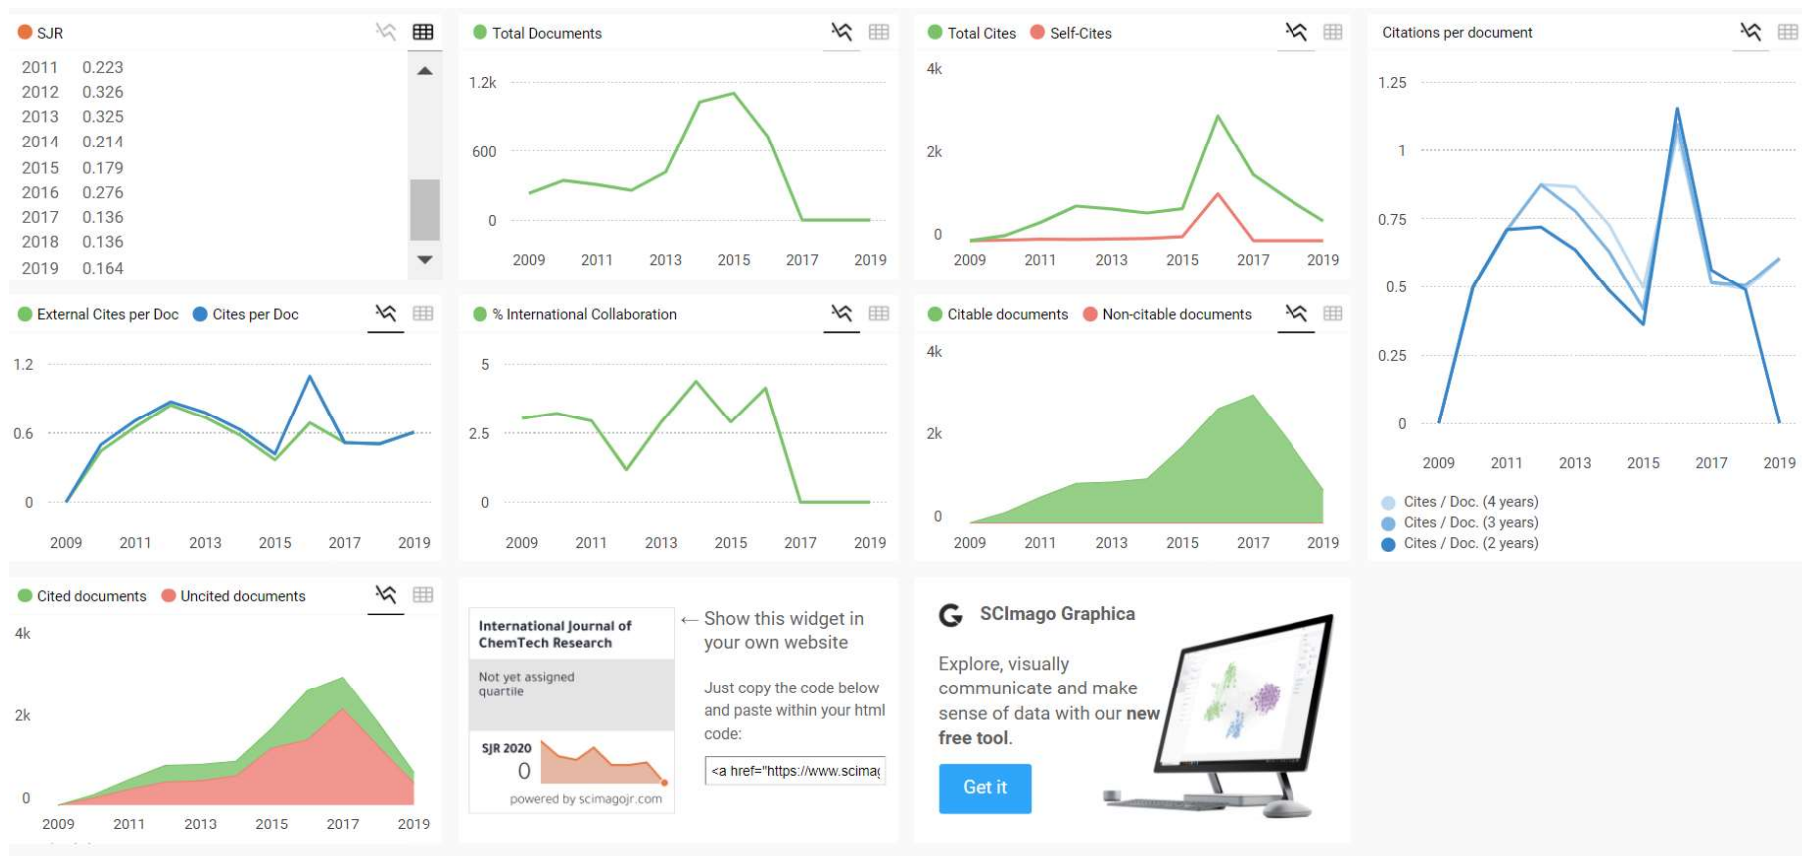 SJR
2011 0.223
2012 0.326
2013 0.325
2014 0.214
2015 0.179
2016 0.276
2017 0.136
2018 0.136
2019 0.164
Total Documents
1.2k
600
0
2009 2011 2013 2015 2017 2019
Total Cites Self-Cites
4k
2k
0
2009 2011 2013 2015 2017 2019
Citations per document
1.25
1
0.75
0.5
0.25
0
2009 2011 2013 2015 2017 2019
Cites / Doc. (4 years)
Cites / Doc. (3 years)
Cites / Doc. (2 years)
External Cites per Doc Cites per Doc
1.2
0.6
0
2009 2011 2013 2015 2017 2019
% International Collaboration
5
2.5
0
2009 2011 2013 2015 2017 2019
Citable documents Non-citable documents
4k
2k
0
2009 2011 2013 2015 2017 2019
Cited documents Uncited documents
4k
2k
0
2009 2011 2013 2015 2017 2019
International Journal of
ChemTech Research
Not yet assigned
quartile
SJR 2020
0
powered by scimagojr.com
← Show this widget in
your own website
Just copy the code below
and paste within your html
code:
<a href="https://www.scimag
SCImago Graphica
Explore, visually
communicate and make
sense of data with our new
free tool.
Get it